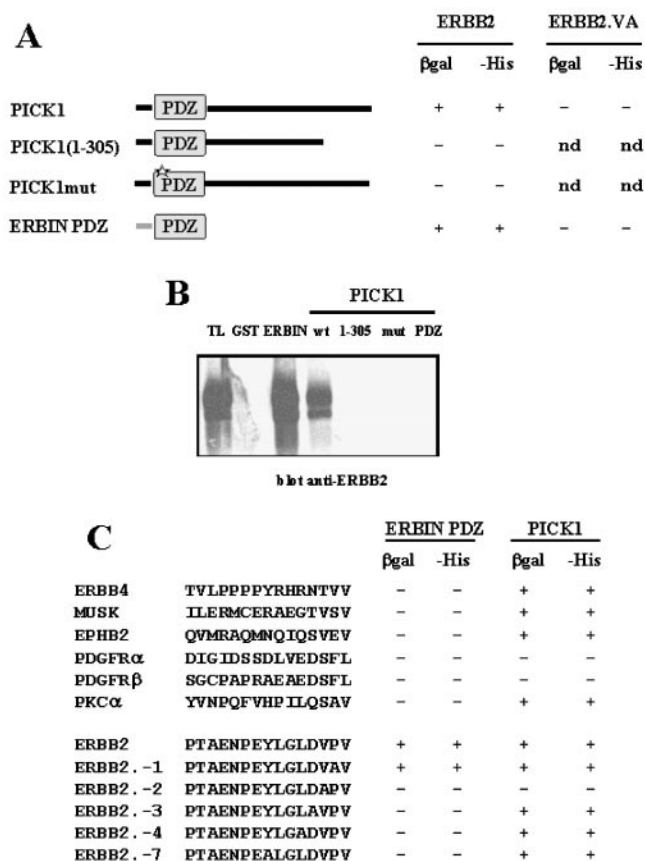 A
ERBB2 ERBB2.VA
βgal -His βgal -His
PICK1 PDZ + + – –
PICK1(1-305) PDZ – – nd nd
PICK1mut PDZ – – nd nd
ERBIN PDZ PDZ + + – –
B
PICK1
TL GST ERBIN wt 1-305 mut PDZ
blot anti-ERBB2
C
ERBIN PDZ PICK1
βgal -His βgal -His
ERBB4 TVLPPPPYRHRNTVV – – + +
MUSK ILERMCERAEGTVSV – – + +
EPHB2 QVMRAQMNQIQSVEV – – + +
PDGFRα DIGIDSSDLVEDSFL – – – –
PDGFRβ SGCPAPRAEAEDSFL – – – –
PKCα YVNPQFVHPILQSAV – – + +
ERBB2 PTAENPEYLGLDVPV + + + +
ERBB2.-1 PTAENPEYLGLDVAV + + + +
ERBB2.-2 PTAENPEYLGLDAPV – – – –
ERBB2.-3 PTAENPEYLGLAVPV – – + +
ERBB2.-4 PTAENPEYLGADVPV – – + +
ERBB2.-7 PTAENPEALGLDVPV – – + +